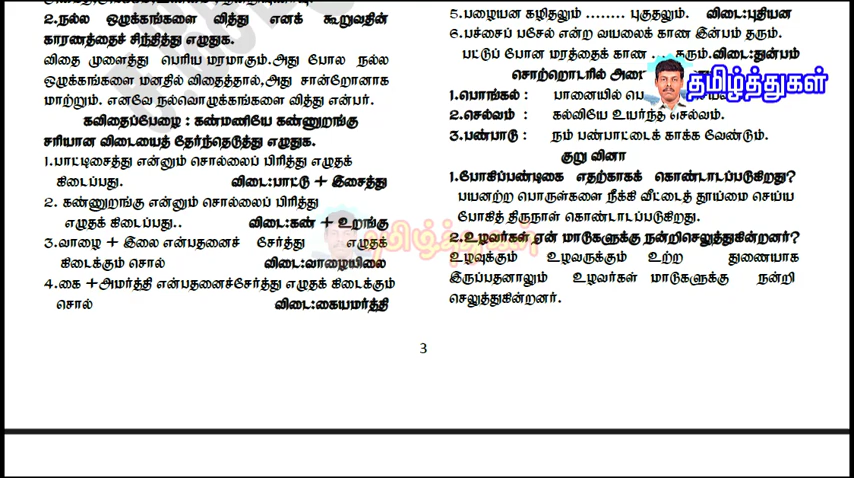 2.நல்ல ஒழுக்கங்களை வித்து எனக் கூறுவதின்
காரணத்தைச் சிந்தித்து எழுதுக.
விதை முளைத்து பெரிய மரமாகும்.அது போல நல்ல
ஒழுக்கங்களை மனதில் விதைத்தால்,அது சான்றோனாக
மாற்றும். எனவே நல்வொழுக்கங்களை வித்து என்பர்.
கவிதைப்பேழை : கண்மணியே கண்ணுறங்கு
சரியான விடையைத் தேர்ந்தெடுத்து எழுதுக.
1.பாட்டிசைத்து என்னும் சொல்லைப் பிரித்து எழுதக்
கிடைப்பது. விடை:பாட்டு + இசைத்து
2. கண்ணுறங்கு என்னும் சொல்லைப் பிரித்து
எழுதக் கிடைப்பது.. விடை:கண் + உறங்கு
3.வாழை + இலை என்பதனைச் சேர்த்து எழுதக்
கிடைக்கும் சொல் விடை:வாழையிலை
4.கை +அமர்த்தி என்பதனைச்சேர்த்து எழுதக் கிடைக்கும்
சொல் விடை:கையமர்த்தி
5.பழையன கழிதலும் ........ புகுதலும். விடை:புதியன
6.பச்சைப் பசேல் என்ற வயலைக் காண இன்பம் தரும்.
பட்டுப் போன மரத்தைக் காண .... தரும்.விடை:துன்பம்
சொற்றொடரில்
தமிழ்த்துகள்
1.பொங்கல் : பானையில்
2.செல்வம் : கல்வியே உயர்ந்த செல்வம்.
3.பண்பாடு : நம் பண்பாட்டைக் காக்க வேண்டும்.
குறு வினா
1.போகிப்பண்டிகை எதற்காகக் கொண்டாடப்படுகிறது?
பயனற்ற பொருள்களை நீக்கி வீட்டைத் தூய்மை செய்ய
போகித் திருநாள் கொண்டாடப்படுகிறது.
2.உழவர்கள் ஏன் மாடுகளுக்கு நன்றிசெலுத்துகின்றனர்?
உழவுக்கும் உழவருக்கும் உற்ற துணையாக
இருப்பதனாலும் உழவர்கள் மாடுகளுக்கு நன்றி
செலுத்துகின்றனர்.
தமிழ்த்துகள்
3